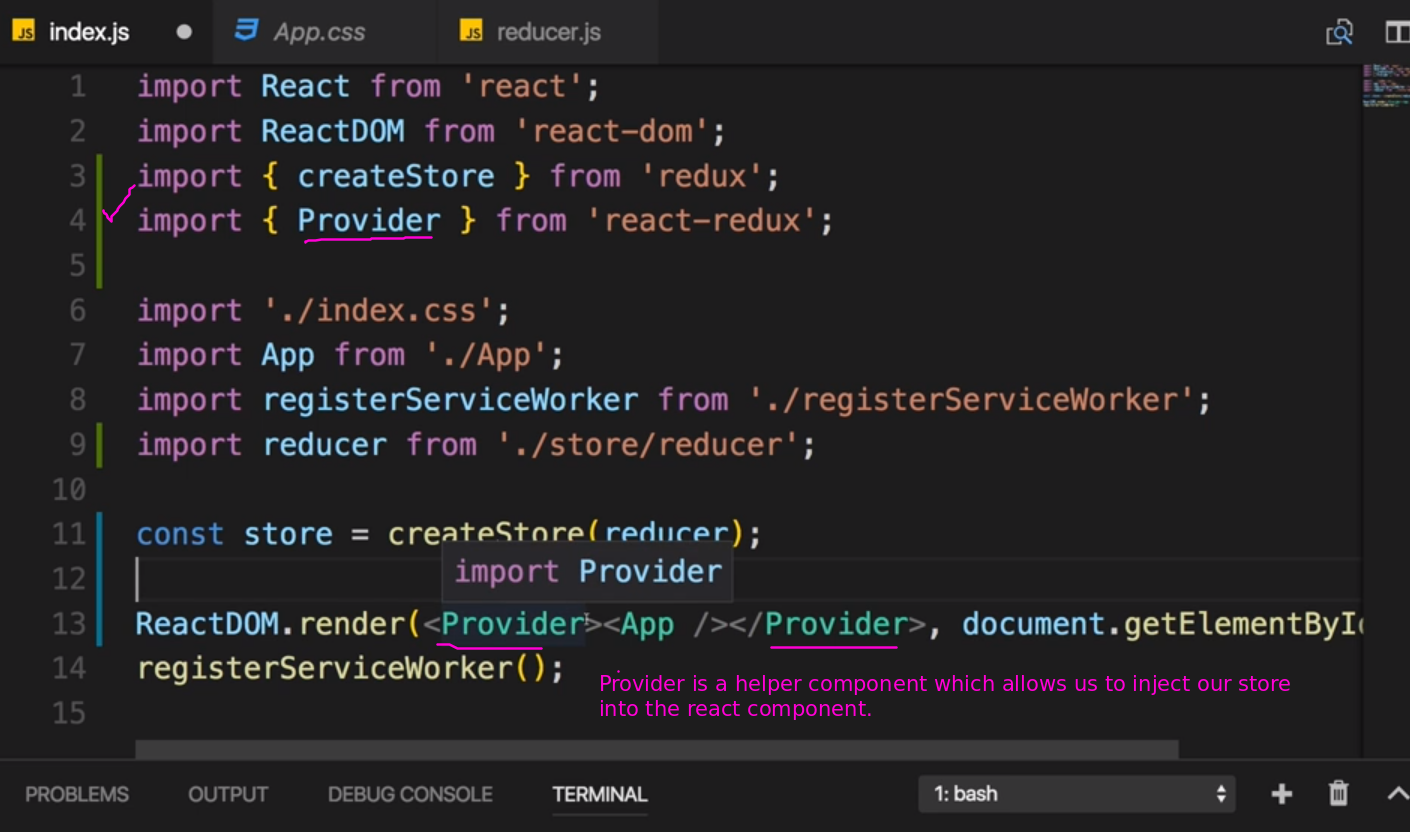 JS index.js
App.css
JS reducer.js
1 import React from 'react';
2 import ReactDOM from 'react-dom';
3 import { createStore } from 'redux';
4 import { Provider } from 'react-redux';
5
6 import './index.css';
7 import App from './App';
8 import registerServiceWorker from './registerServiceWorker';
9 import reducer from './store/reducer';
10
11 const store = createStore(reducer);
import Provider
12
13 ReactDOM.render(<Provider><App /></Provider>, document.getElementById
14 registerServiceWorker();
Provider is a helper component which allows us to inject our store
into the react component.
15
PROBLEMS OUTPUT DEBUG CONSOLE TERMINAL 1: bash